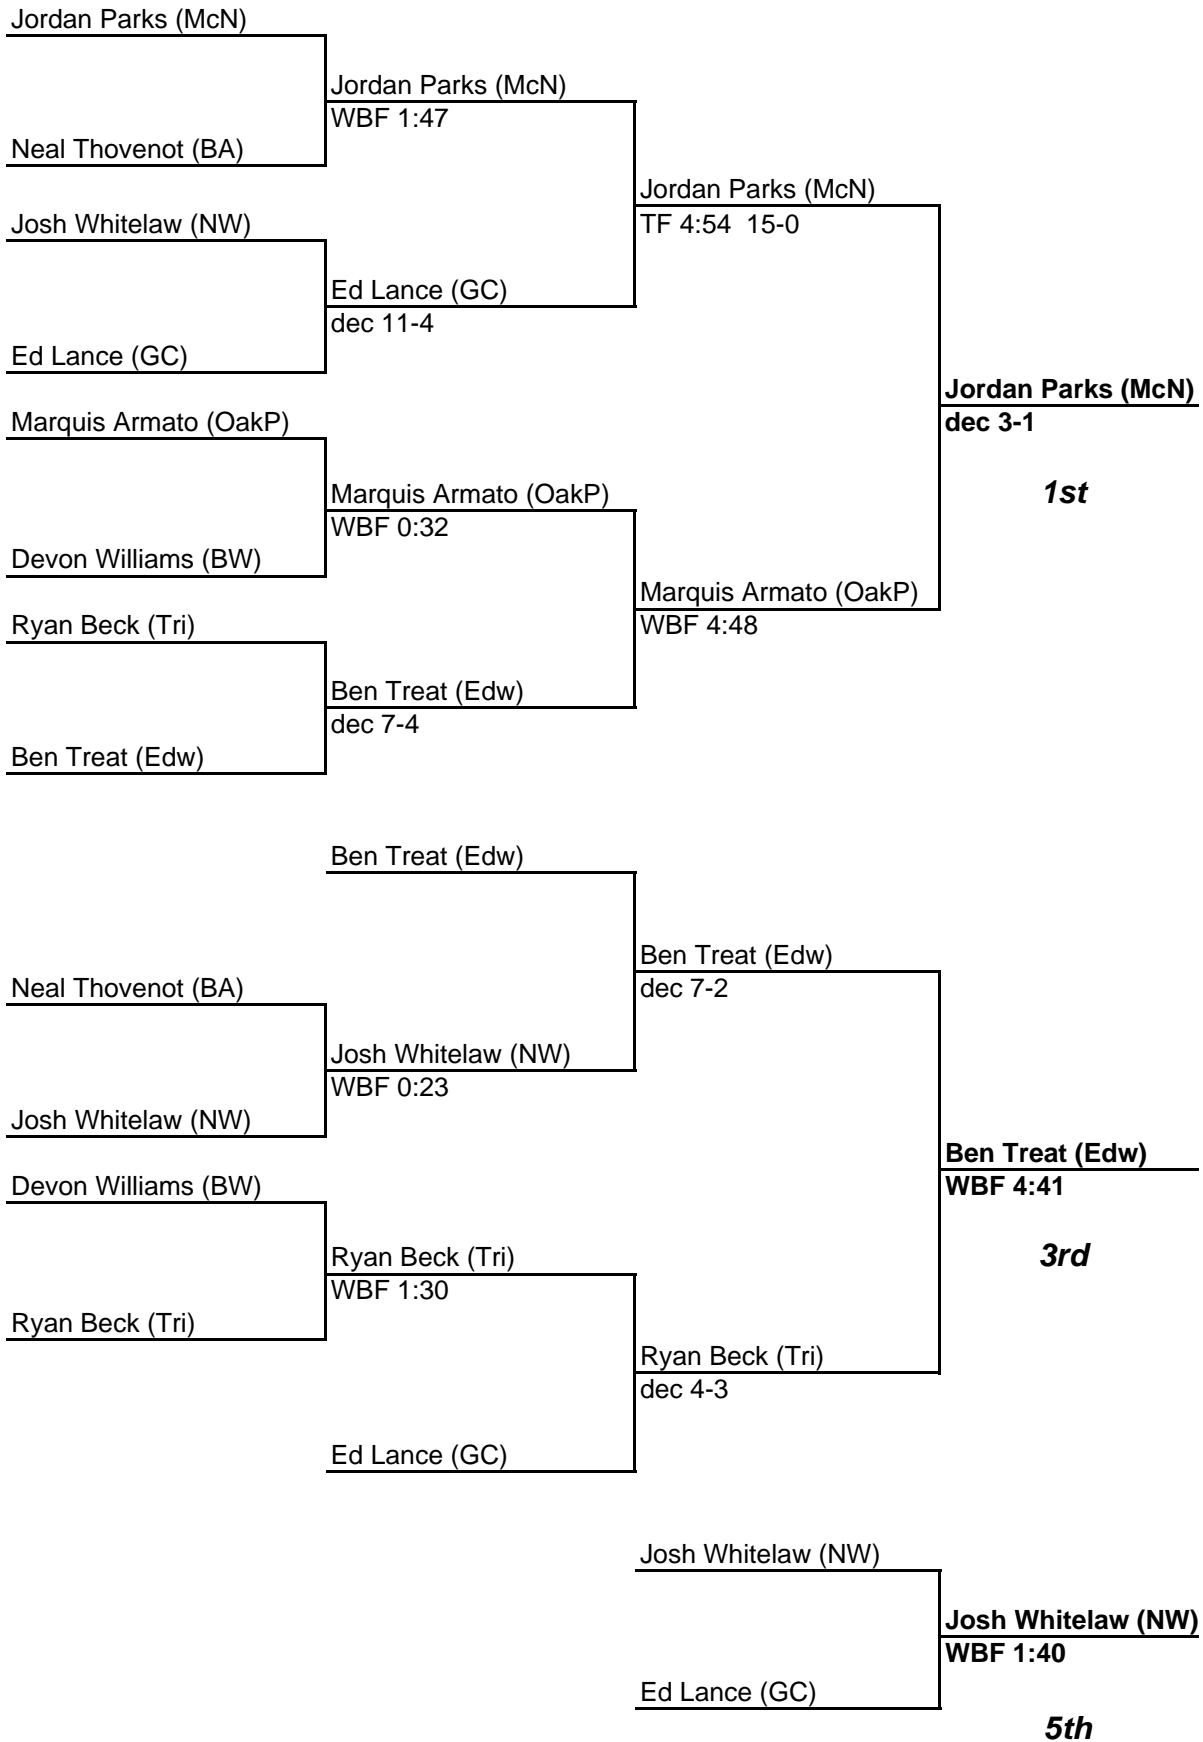 Jordan Parks (McN)
Jordan Parks (McN)
WBF 1:47
Neal Thovenot (BA)
Jordan Parks (McN)
TF 4:54  15-0
Josh Whitelaw (NW)
Ed Lance (GC)
dec 11-4
Ed Lance (GC)
Jordan Parks (McN)
dec 3-1
1st
Marquis Armato (OakP)
Marquis Armato (OakP)
WBF 0:32
Devon Williams (BW)
Marquis Armato (OakP)
WBF 4:48
Ryan Beck (Tri)
Ben Treat (Edw)
dec 7-4
Ben Treat (Edw)
Ben Treat (Edw)
Ben Treat (Edw)
dec 7-2
Neal Thovenot (BA)
Josh Whitelaw (NW)
WBF 0:23
Josh Whitelaw (NW)
Ben Treat (Edw)
WBF 4:41
3rd
Devon Williams (BW)
Ryan Beck (Tri)
WBF 1:30
Ryan Beck (Tri)
Ryan Beck (Tri)
dec 4-3
Ed Lance (GC)
Josh Whitelaw (NW)
Josh Whitelaw (NW)
WBF 1:40
Ed Lance (GC)
5th